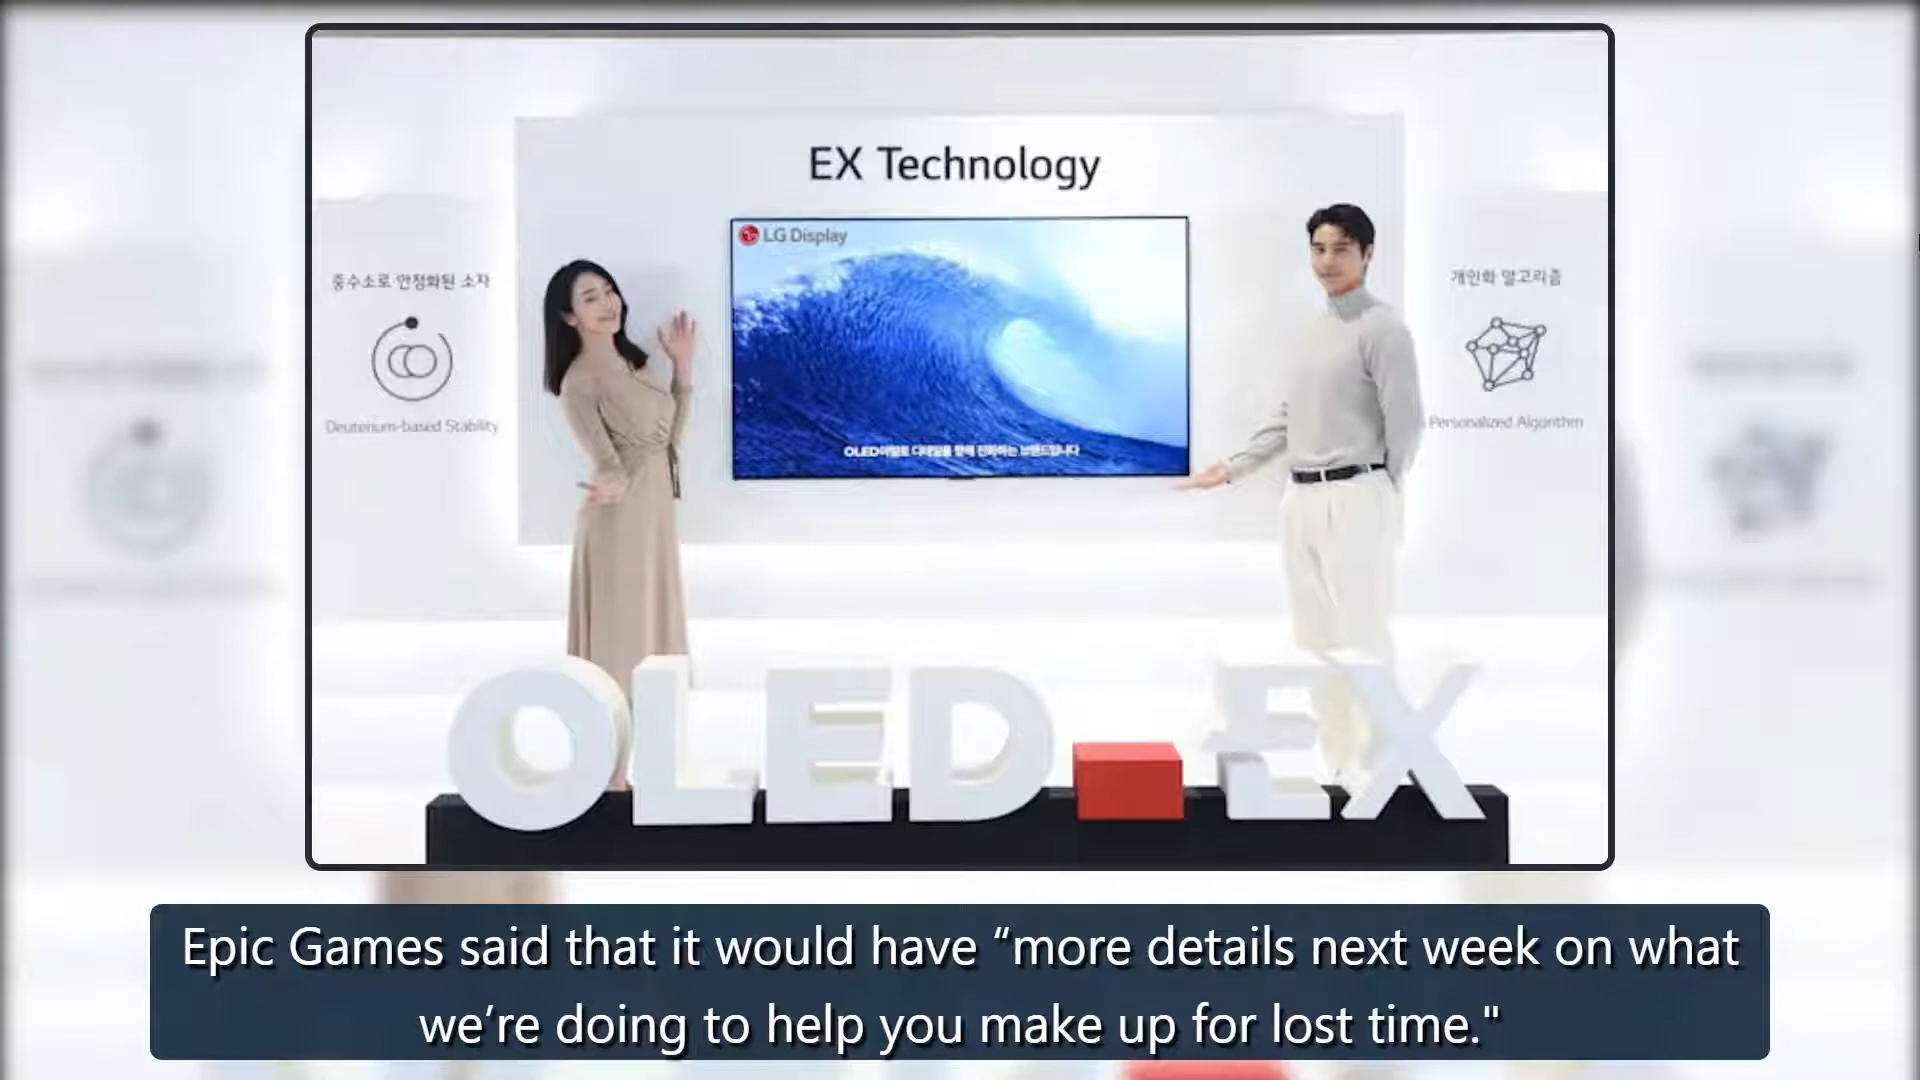 EX Technology
LG Display
중수소로 안정화된 소자
개인화 알고리즘
Deuterium-based Stability
Personalized Algorithm
OLED_EX
Epic Games said that it would have “more details next week on what
we’re doing to help you make up for lost time."